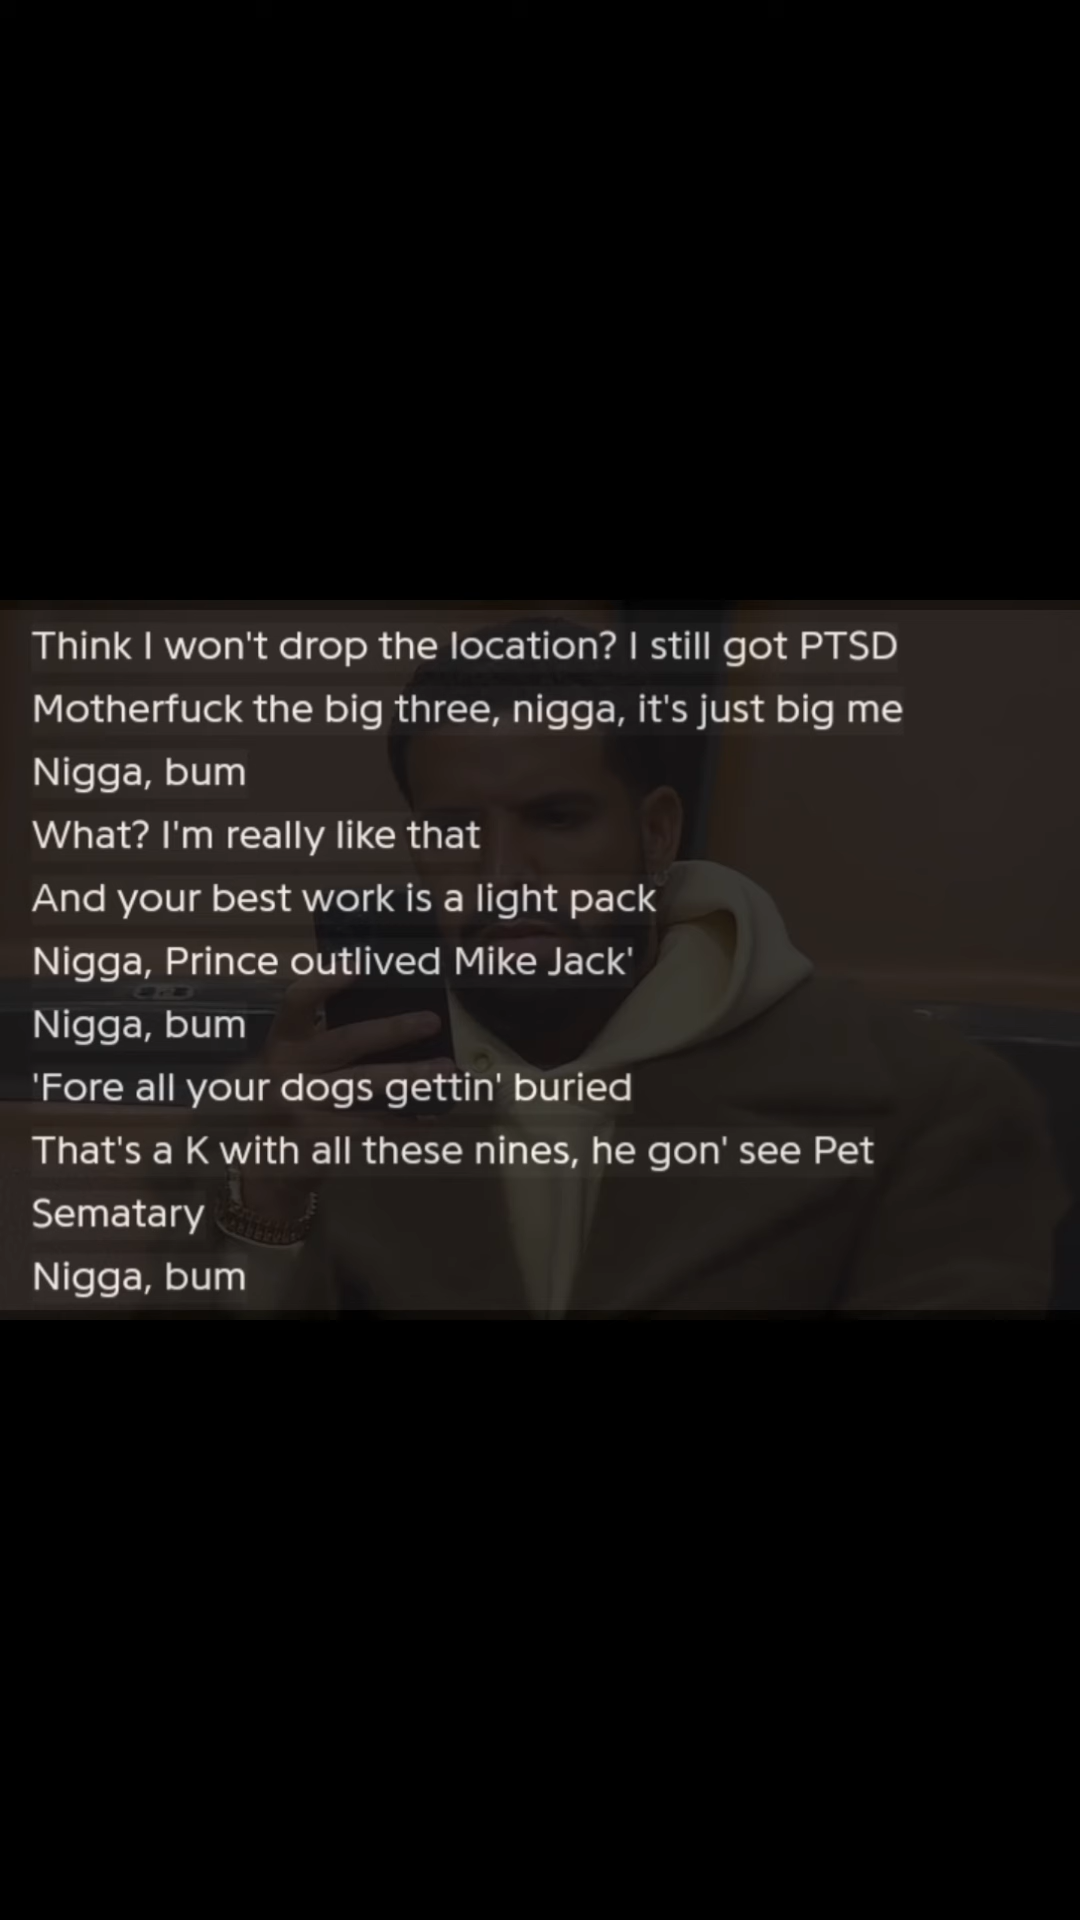 Think I won't drop the location? I still got PTSD
Motherfuck the big three, nigga, it's just big me
Nigga, bum
What? I'm really like that
And your best work is a light pack
Nigga, Prince outlived Mike Jack'
Nigga, bum
'Fore all your dogs gettin' buried
That's a K with all these nines, he gon' see Pet
Sematary
Nigga, bum